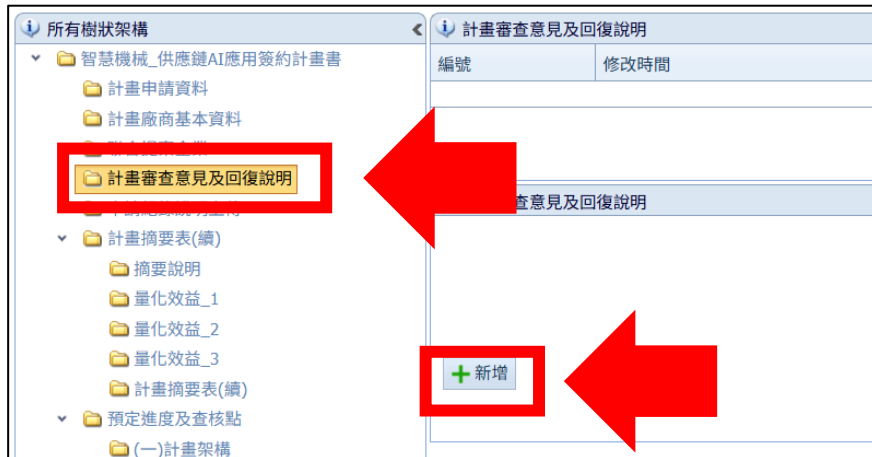 所有樹狀架構
智慧機械_供應鏈AI應用簽約計畫書
計畫申請資料
計畫廠商基本資料
計畫審查意見及回復說明
計畫摘要表(續)
摘要說明
量化效益_1
量化效益_2
量化效益_3
計畫摘要表(續)
預定進度及查核點
(一)計畫架構
計畫審查意見及回復說明
編號 修改時間
查意見及回復說明
新增